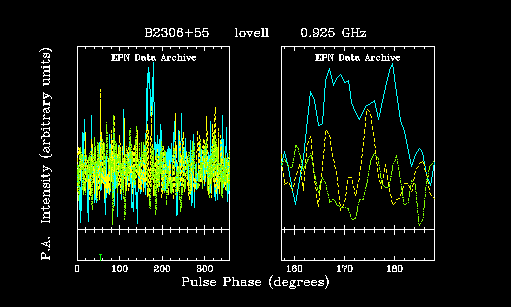 B2306+55 lovell 0.925 GHz
EPN Data Archive EPN Data Archive
P.A. Intensity (arbitrary units)
0 100 200 300 160 170 180
Pulse Phase (degrees)